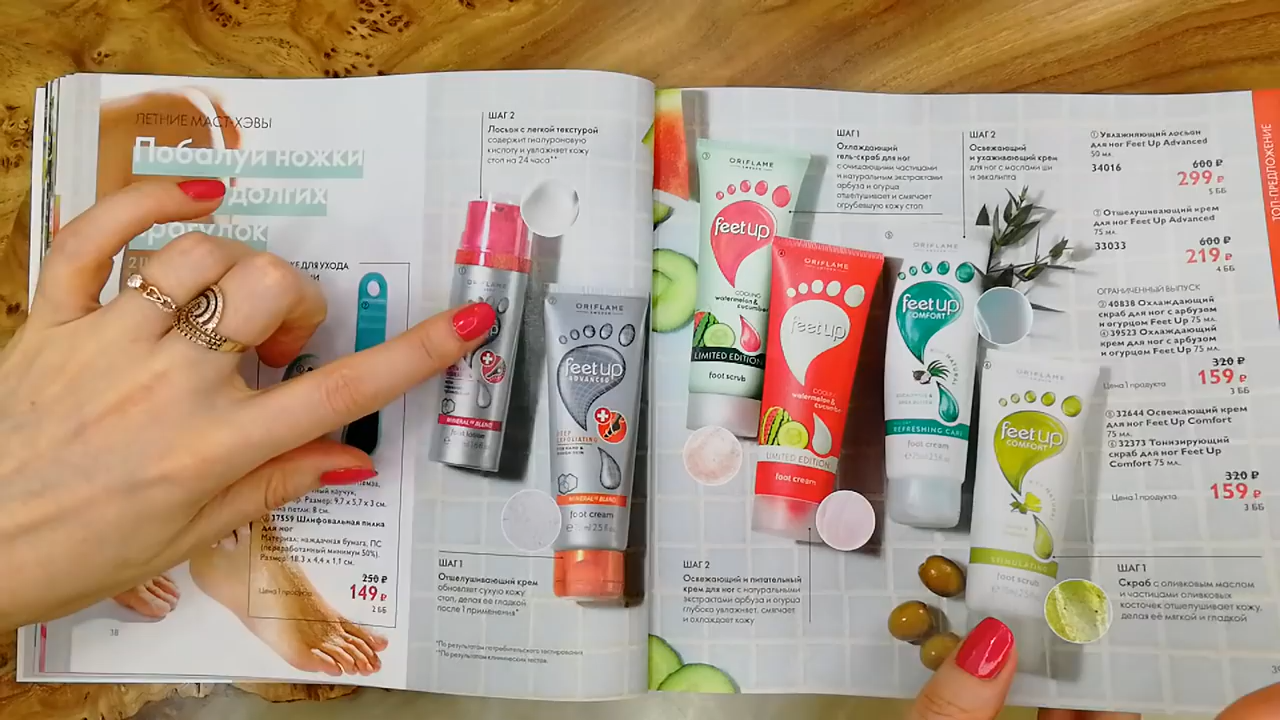 ЛЕТНИЕ МАСТ-ХЭВЫ
Побалуй ножки
долгих
ДЛЯ УХОДА
37559 Шлифовальная пилка
для ног
Материал: наждачная бумага, ПС
(переработанный минимум 50%).
Размер: 18,3 x 4,4 x 1,1 см.
250 ₽
Цена 1 продукта
149 ₽
2 ББ
38
ШАГ 2
Лосьон с легкой текстурой
содержит гиалуроновую
кислоту и увлажняет кожу
стоп на 24 часа**
ORIFLAME
MINERAL BLEND
foot lotion
ORIFLAME
SWEDEN
feet up
ADVANCED
DEEP
EXFOLIATING
MINERAL BLEND
foot cream
ШАГ 1
Отшелушивающий крем
обновляет сухую кожу
стоп, делая её гладкой
после 1 применения*
*По результатам потребительского тестирования
ШАГ 1
Охлаждающий
гель-скраб для ног
с очищающими частицами
и натуральными экстрактами
арбуза и огурца
отшелушивает и смягчает
огрубевшую кожу стоп
ШАГ 2
Освежающий
и ухаживающий крем
для ног с маслами ши
и эвкалипта
ORIFLAME
SWEDEN
feet up
COOLING
watermelon &
cucumber
LIMITED EDITION
foot scrub
ORIFLAME
feet up
COOLING
watermelon &
cucumber
LIMITED EDITION
foot cream
ORIFLAME
SWEDEN
feet up
COMFORT
REFRESHING CARE
foot cream
ORIFLAME
feet up
COMFORT
STIMULATING
foot scrub
ШАГ 2
Освежающий и питательный
крем для ног с натуральными
экстрактами арбуза и огурца
глубоко увлажняет, смягчает
и охлаждает кожу
ШАГ 1
Скраб с оливковым маслом
и частицами оливковых
косточек отшелушивает кожу,
делая её мягкой и гладкой
① Увлажняющий лосьон
для ног Feet Up Advanced
50 мл.
34016
600 ₽
299 ₽
5 ББ
② Отшелушивающий крем
для ног Feet Up Advanced
75 мл.
33033
600 ₽
219 ₽
4 ББ
ОГРАНИЧЕННЫЙ ВЫПУСК
③ 40838 Охлаждающий
скраб для ног с арбузом
и огурцом Feet Up 75 мл.
④ 39523 Охлаждающий
крем для ног с арбузом
и огурцом Feet Up 75 мл.
320 ₽
Цена 1 продукта
159 ₽
3 ББ
⑤ 32644 Освежающий крем
для ног Feet Up Comfort
75 мл.
⑥ 32373 Тонизирующий
скраб для ног Feet Up
Comfort 75 мл.
320 ₽
Цена 1 продукта
159 ₽
3 ББ
ТОП-ПРЕДЛОЖЕНИЕ